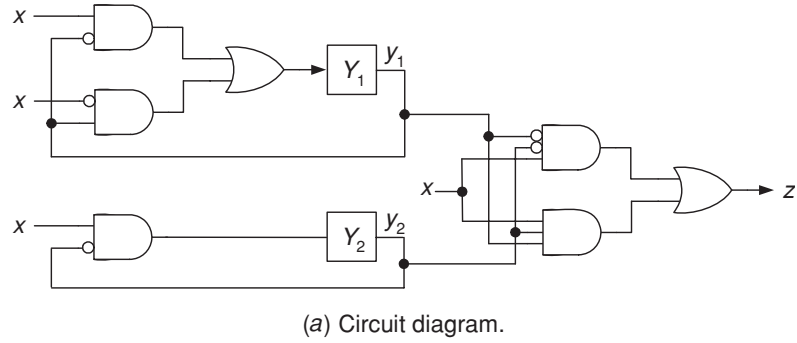 x
x
Y1
y1
x
z
x
Y2
y2
(a) Circuit diagram.